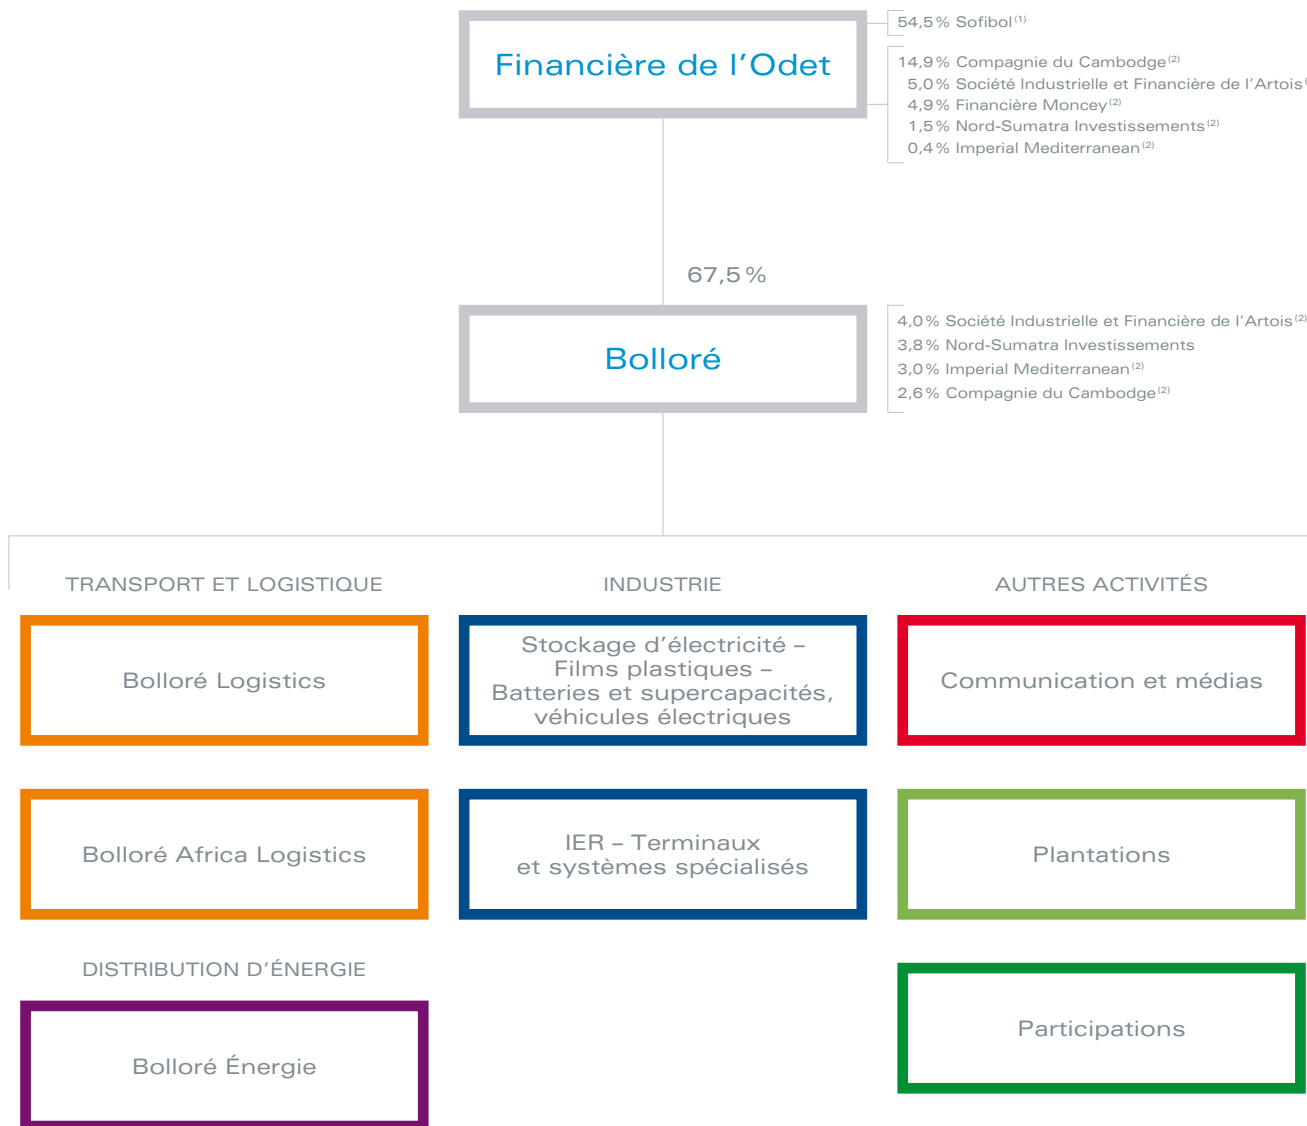 Financière de l’Odet
54,5 % Sofibol (1)
14,9 % Compagnie du Cambodge (2)
5,0 % Société Industrielle et Financière de l’Artois (
4,9 % Financière Moncey (2)
1,5 % Nord-Sumatra Investissements (2)
0,4 % Imperial Mediterranean (2)
67,5 %
Bolloré
4,0 % Société Industrielle et Financière de l’Artois (2)
3,8 % Nord-Sumatra Investissements
3,0 % Imperial Mediterranean (2)
2,6 % Compagnie du Cambodge (2)
TRANSPORT ET LOGISTIQUE
Bolloré Logistics
Bolloré Africa Logistics
DISTRIBUTION D’ÉNERGIE
Bolloré Énergie
INDUSTRIE
Stockage d’électricité –
Films plastiques –
Batteries et supercapacités,
véhicules électriques
IER – Terminaux
et systèmes spécialisés
AUTRES ACTIVITÉS
Communication et médias
Plantations
Participations